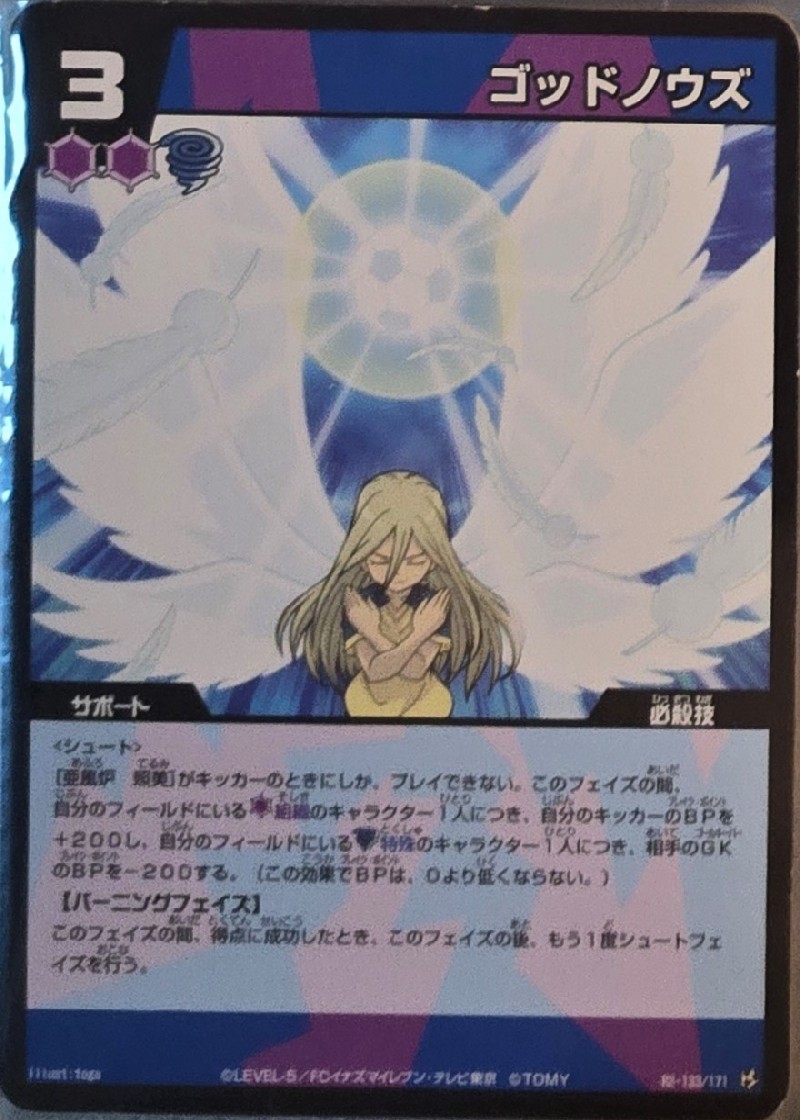 3
ゴッドノウズ
サポート
必殺技
<シュート>
[亜風炉 照美]がキッカーのときにしか、プレイできない。このフェイズの間、
自分のフィールドにいる組織のキャラクター1人につき、自分のキッカーのBPを
+200し、自分のフィールドにいる特殊のキャラクター1人につき、相手のGK
のBPを-200する。(この効果でBPは、0より低くならない。)
【バーニングフェイズ】
このフェイズの間、得点に成功したとき、このフェイズの後、もう1度シュートフェ
イズを行う。
illust:toga
©LEVEL-5/FCイナズマイレブン・テレビ東京 ©TOMY
/171